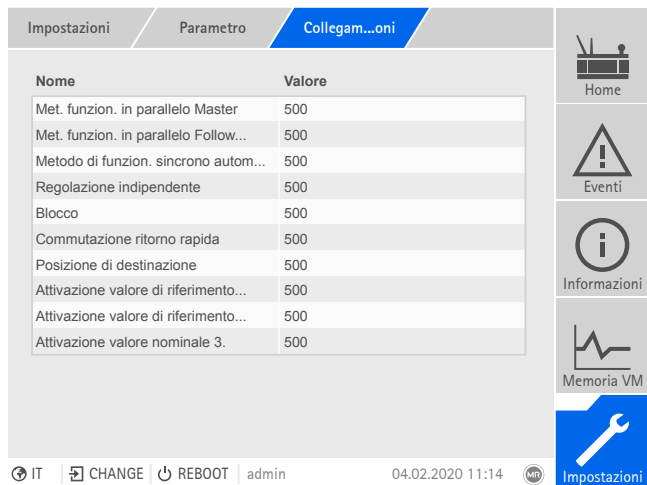 Impostazioni Parametro Collegam...oni
Nome Valore
Met. funzion. in parallelo Master 500
Met. funzion. in parallelo Follow... 500
Metodo di funzion. sincrono autom... 500
Regolazione indipendente 500
Blocco 500
Commutazione ritorno rapida 500
Posizione di destinazione 500
Attivazione valore di riferimento... 500
Attivazione valore di riferimento... 500
Attivazione valore nominale 3. 500
Home
Eventi
Informazioni
Memoria VM
Impostazioni
IT CHANGE REBOOT admin 04.02.2020 11:14 MR